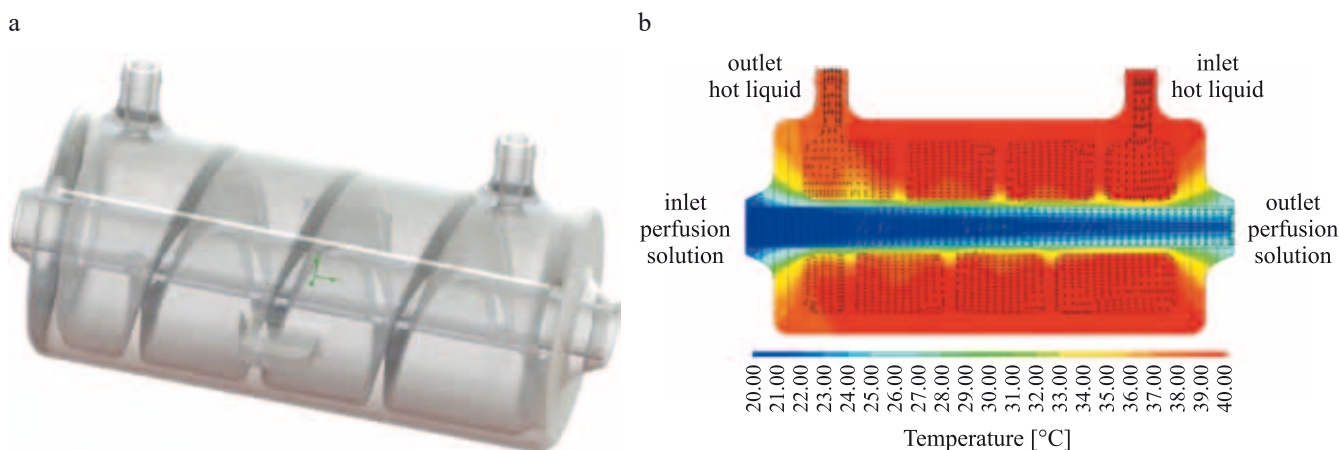 a
b
outlet
hot liquid
inlet
hot liquid
inlet
perfusion
solution
outlet
perfusion
solution
20.00
21.00
22.00
23.00
24.00
25.00
26.00
27.00
28.00
29.00
30.00
31.00
32.00
33.00
34.00
35.00
36.00
37.00
38.00
39.00
40.00
Temperature [°C]